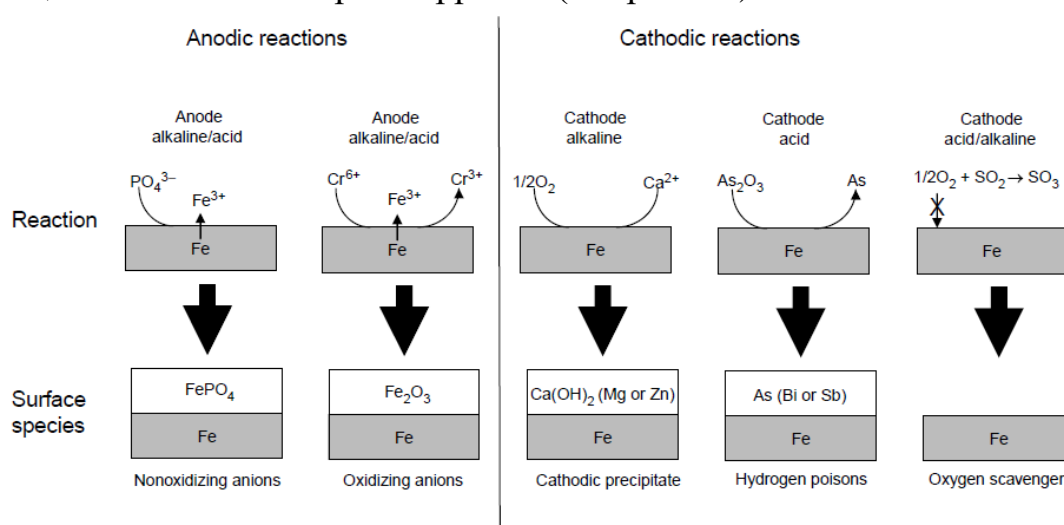 Anodic reactions
Cathodic reactions
Anode
alkaline/acid
Anode
alkaline/acid
Cathode
alkaline
Cathode
acid
Cathode
acid/alkaline
Reaction
PO₄³⁻
Fe³⁺
Fe
Cr⁶⁺
Fe³⁺
Cr³⁺
Fe
1/2O₂
Ca²⁺
Fe
As₂O₃
As
Fe
1/2O₂ + SO₂ → SO₃
Fe
Surface
species
FePO₄
Fe
Fe₂O₃
Fe
Ca(OH)₂ (Mg or Zn)
Fe
As (Bi or Sb)
Fe
Fe
Nonoxidizing anions
Oxidizing anions
Cathodic precipitate
Hydrogen poisons
Oxygen scavenger